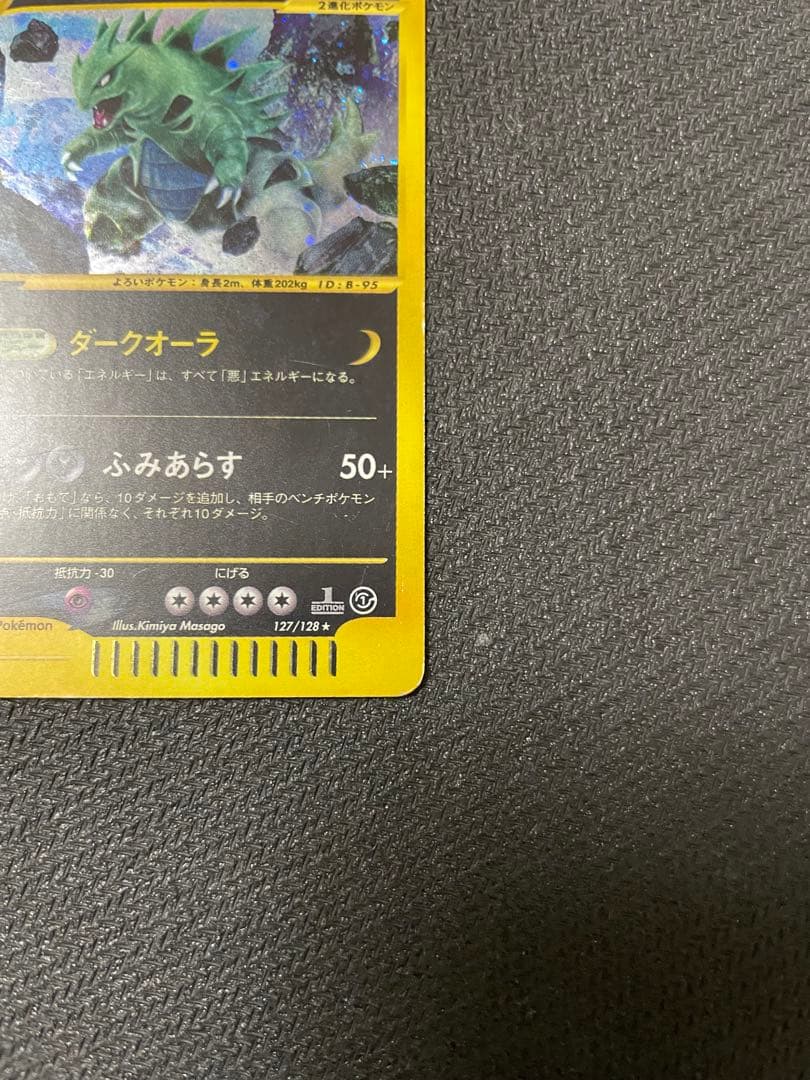 2進化ポケモン
よろいポケモン：身長2m、体重202kg ID:B-95
ダークオーラ
ている「エネルギー」は、すべて「悪」エネルギーになる。
ふみあらす 50+
「おもて」なら、10ダメージを追加し、相手のベンチポケモン
・抵抗力」に関係なく、それぞれ10ダメージ。
抵抗力 -30 にげる
1 EDITION
Pokémon Illus.Kimiya Masago 127/128 ★